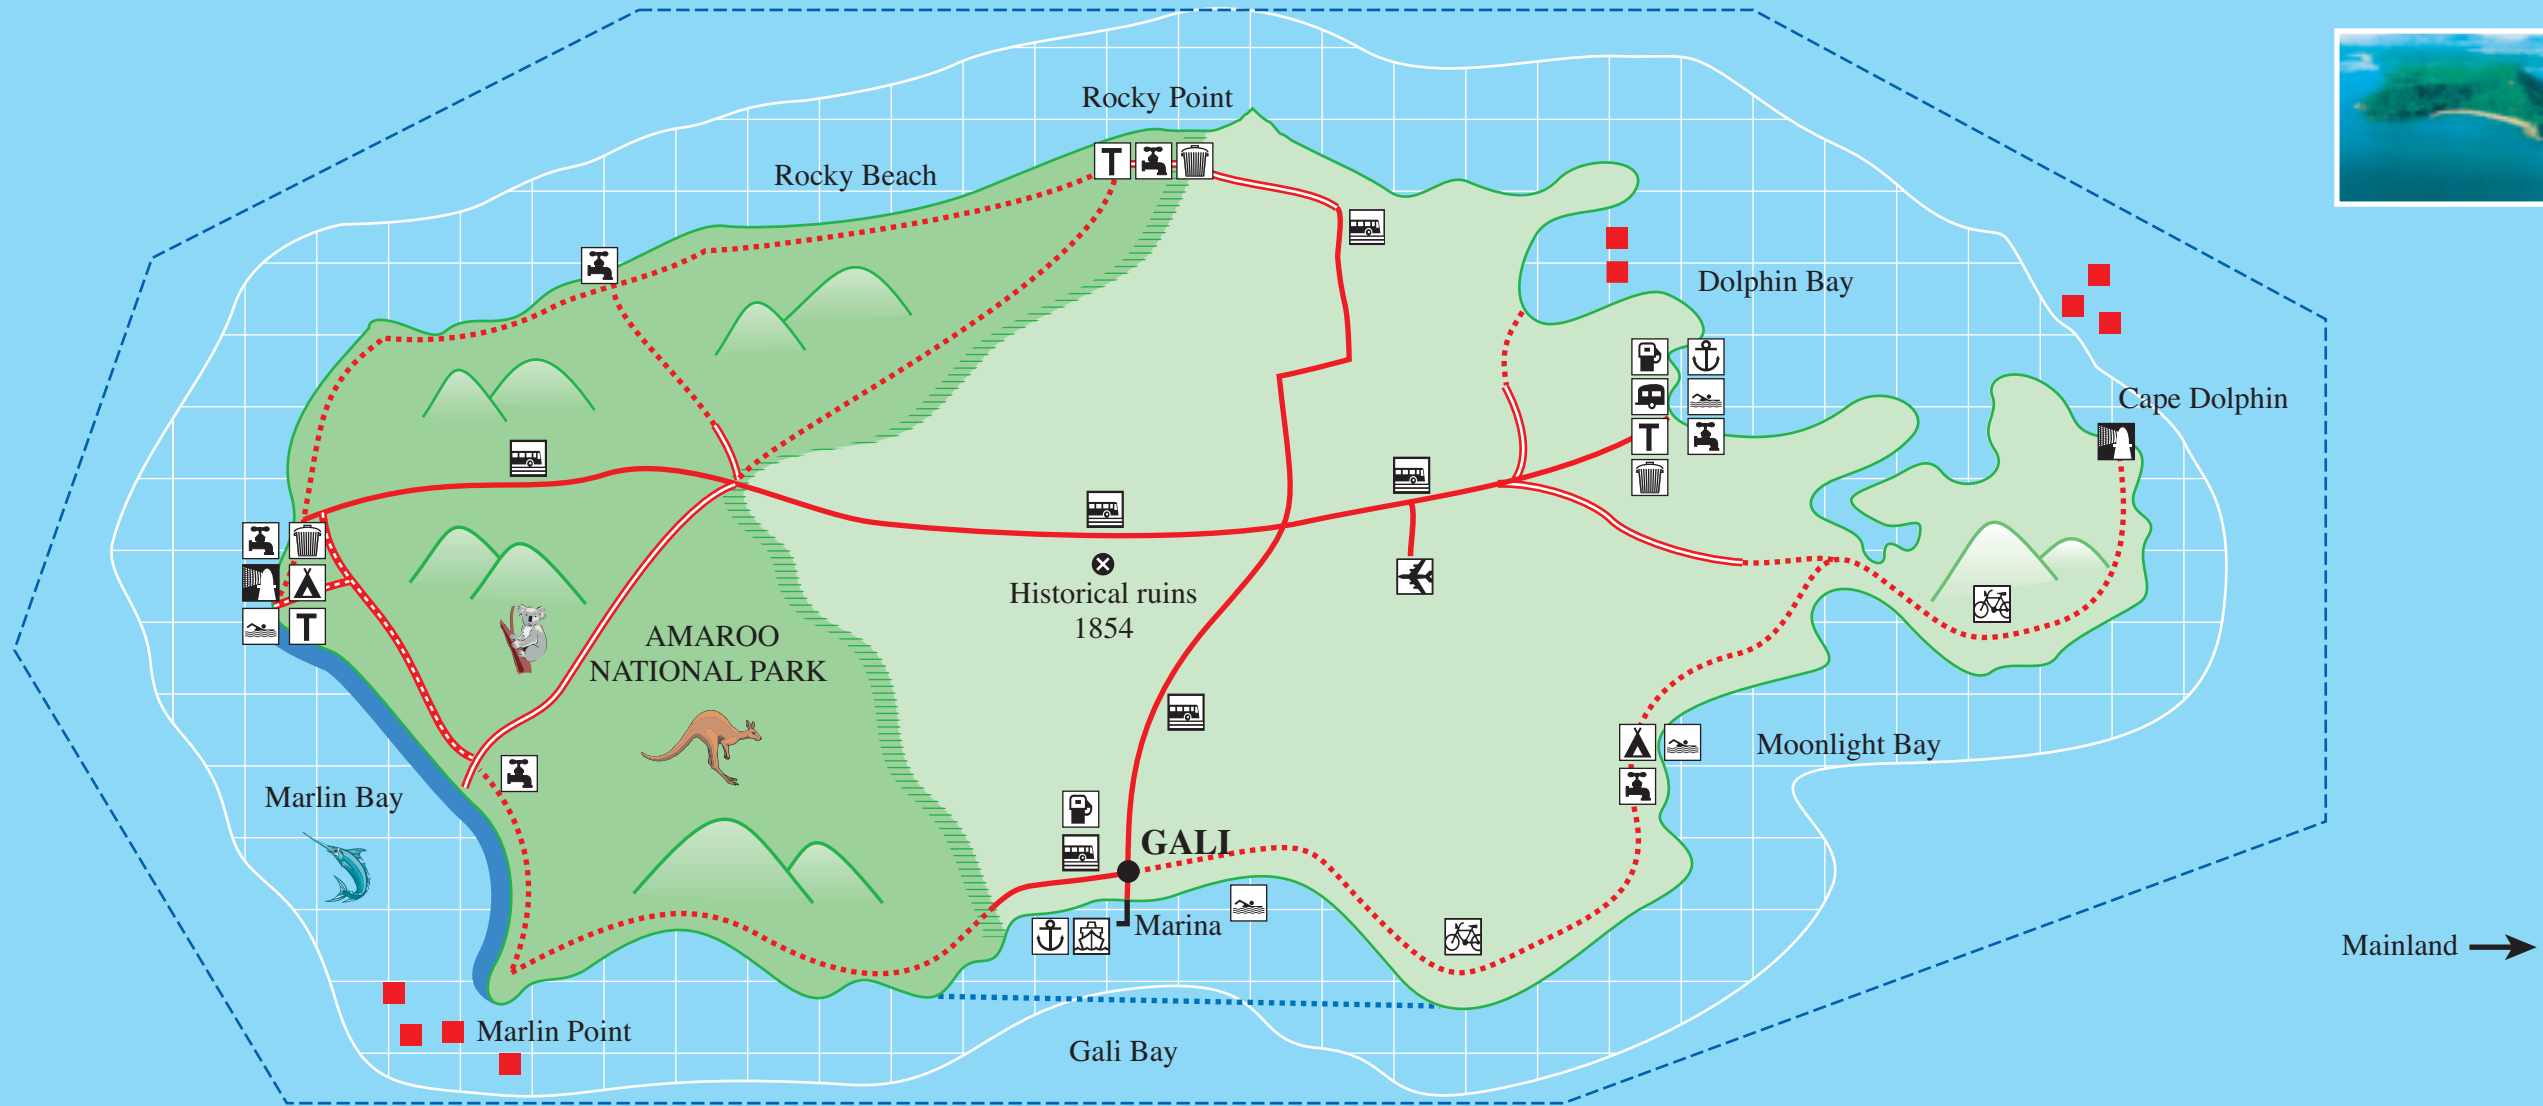 Rocky Point
Rocky Beach
T
Dolphin Bay
Cape Dolphin
T
Historical ruins
1854
T
AMAROO
NATIONAL PARK
Moonlight Bay
Marlin Bay
GALI
Marina
Mainland
Marlin Point
Gali Bay